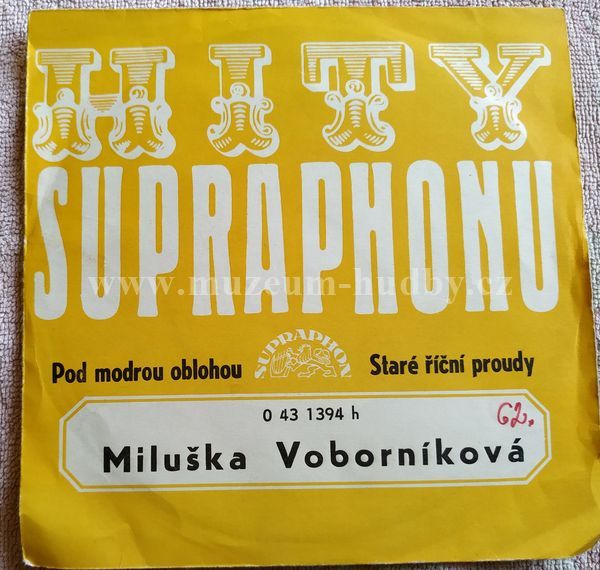 HITY
SUPRAPHONU
www.muzeum-hudby.cz
Pod modrou oblohou SUPRAPHON Staré říční proudy
0 43 1394 h 62.
Miluška Voborníková